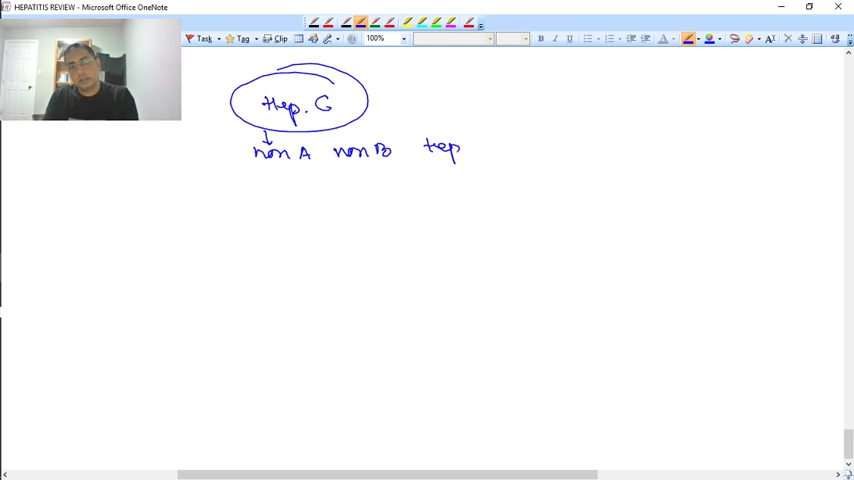 HEPATITIS REVIEW - Microsoft Office OneNote
Task Tag Clip 100% B I U A
Hep. G
non A non B Hep